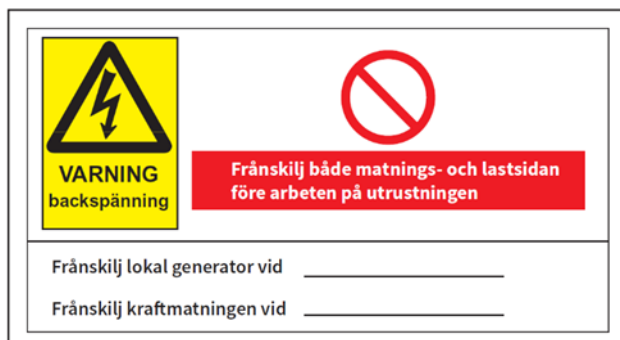 VARNING
backspänning
Frånskilj både matnings- och lastsidan
före arbeten på utrustningen
Frånskilj lokal generator vid
Frånskilj kraftmatningen vid